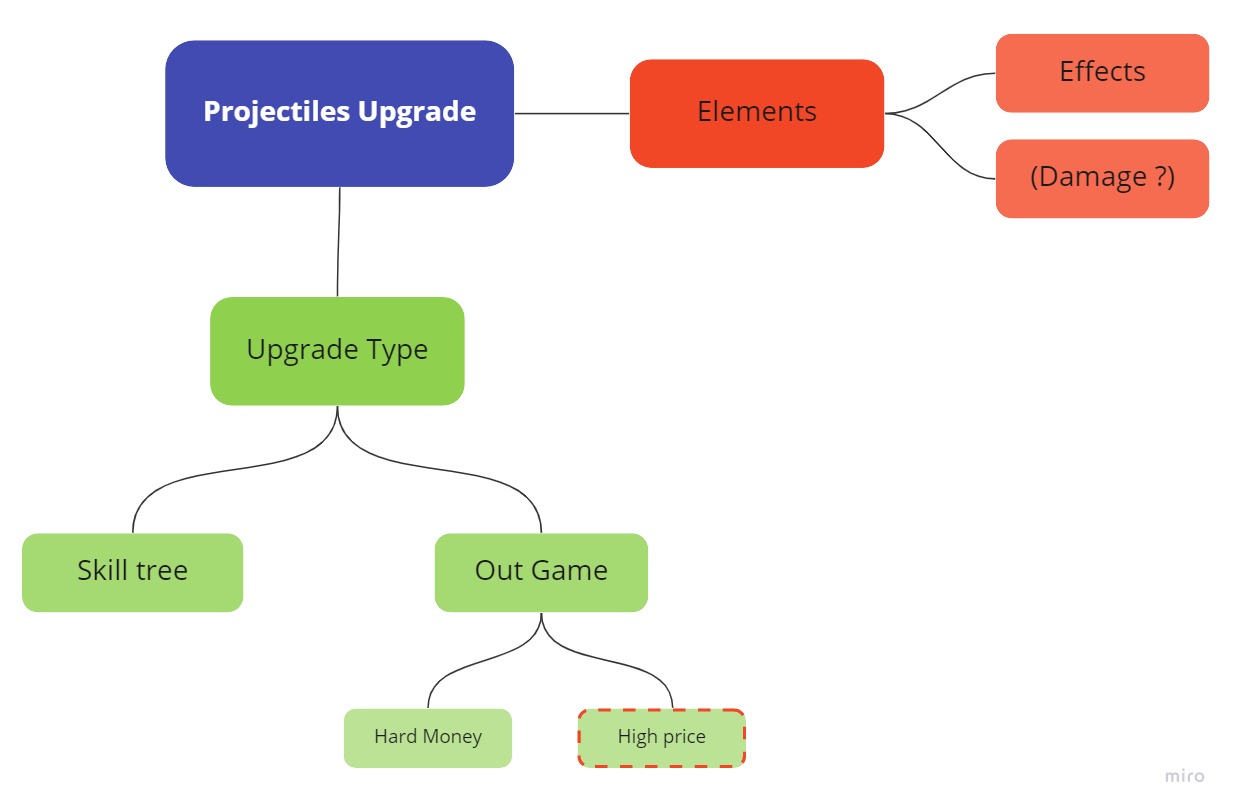 Projectiles Upgrade
Elements
Effects
(Damage ?)
Upgrade Type
Skill tree
Out Game
Hard Money
High price
miro